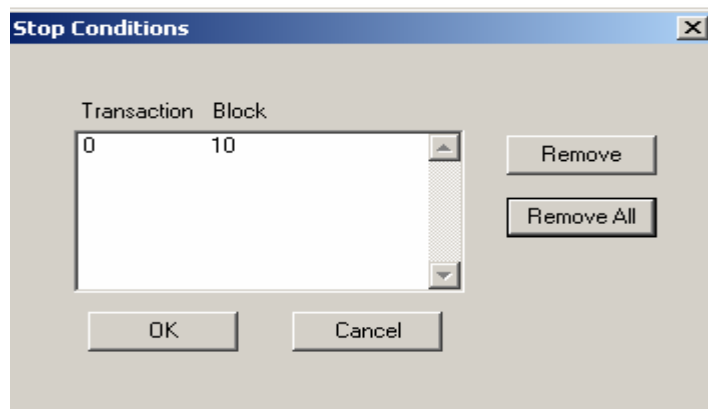 Stop Conditions
Transaction Block
0 10
Remove
Remove All
OK Cancel